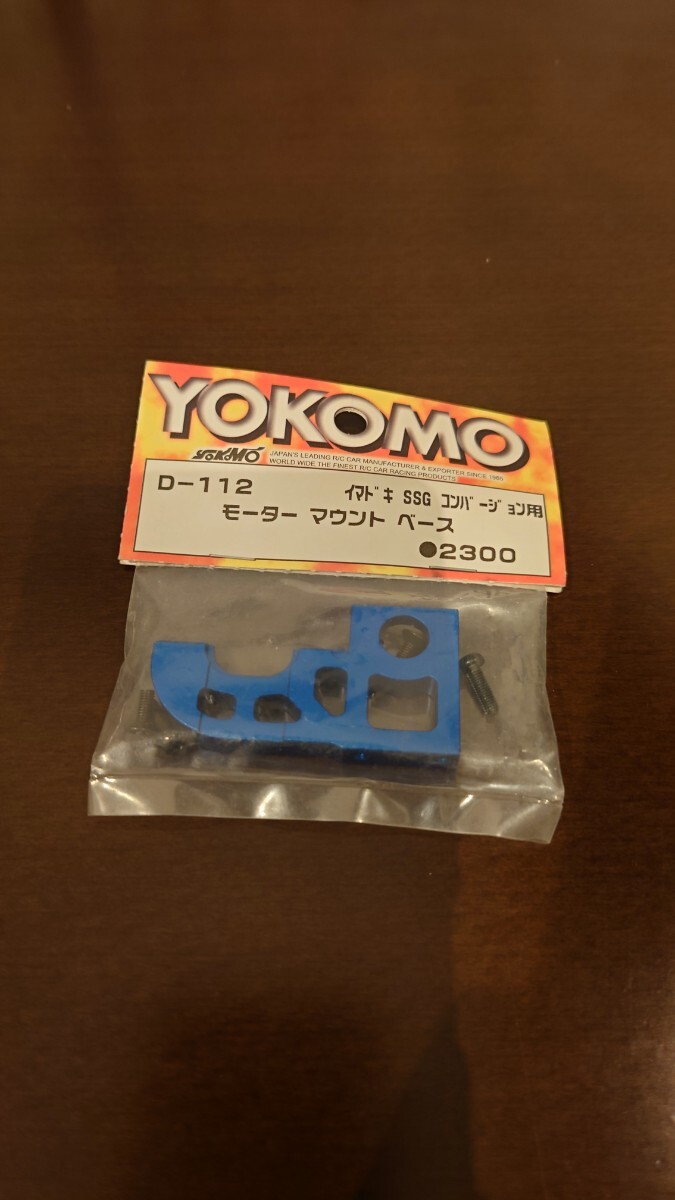 YOKOMO
YOKOMO JAPAN'S LEADING R/C CAR MANUFACTURER & EXPORTER SINCE 1965
WORLD WIDE THE FINEST R/C CAR RACING PRODUCTS
D-112 ｲﾏﾄﾞｷ SSG ｺﾝﾊﾞｰｼﾞｮﾝ用
モーター マウント ベース
●2300